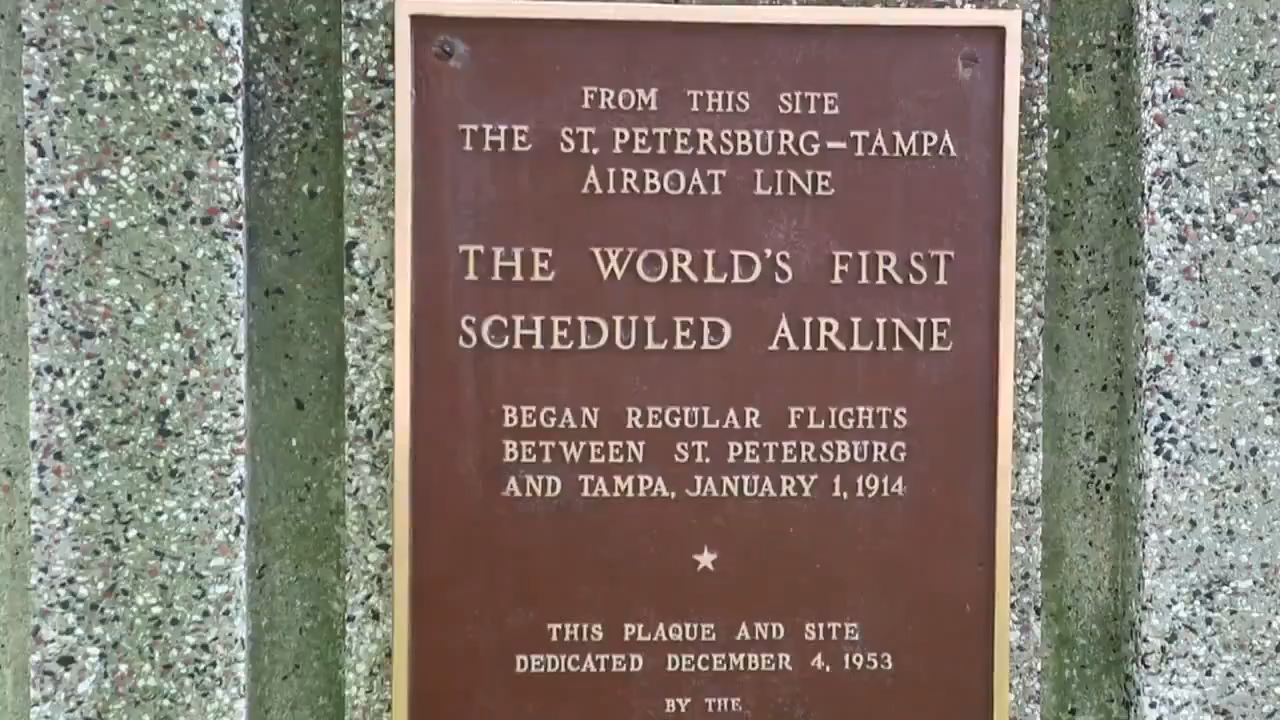 FROM THIS SITE
THE ST. PETERSBURG-TAMPA
AIRBOAT LINE
THE WORLD'S FIRST
SCHEDULED AIRLINE
BEGAN REGULAR FLIGHTS
BETWEEN ST. PETERSBURG
AND TAMPA, JANUARY 1, 1914
THIS PLAQUE AND SITE
DEDICATED DECEMBER 4, 1953
BY THE